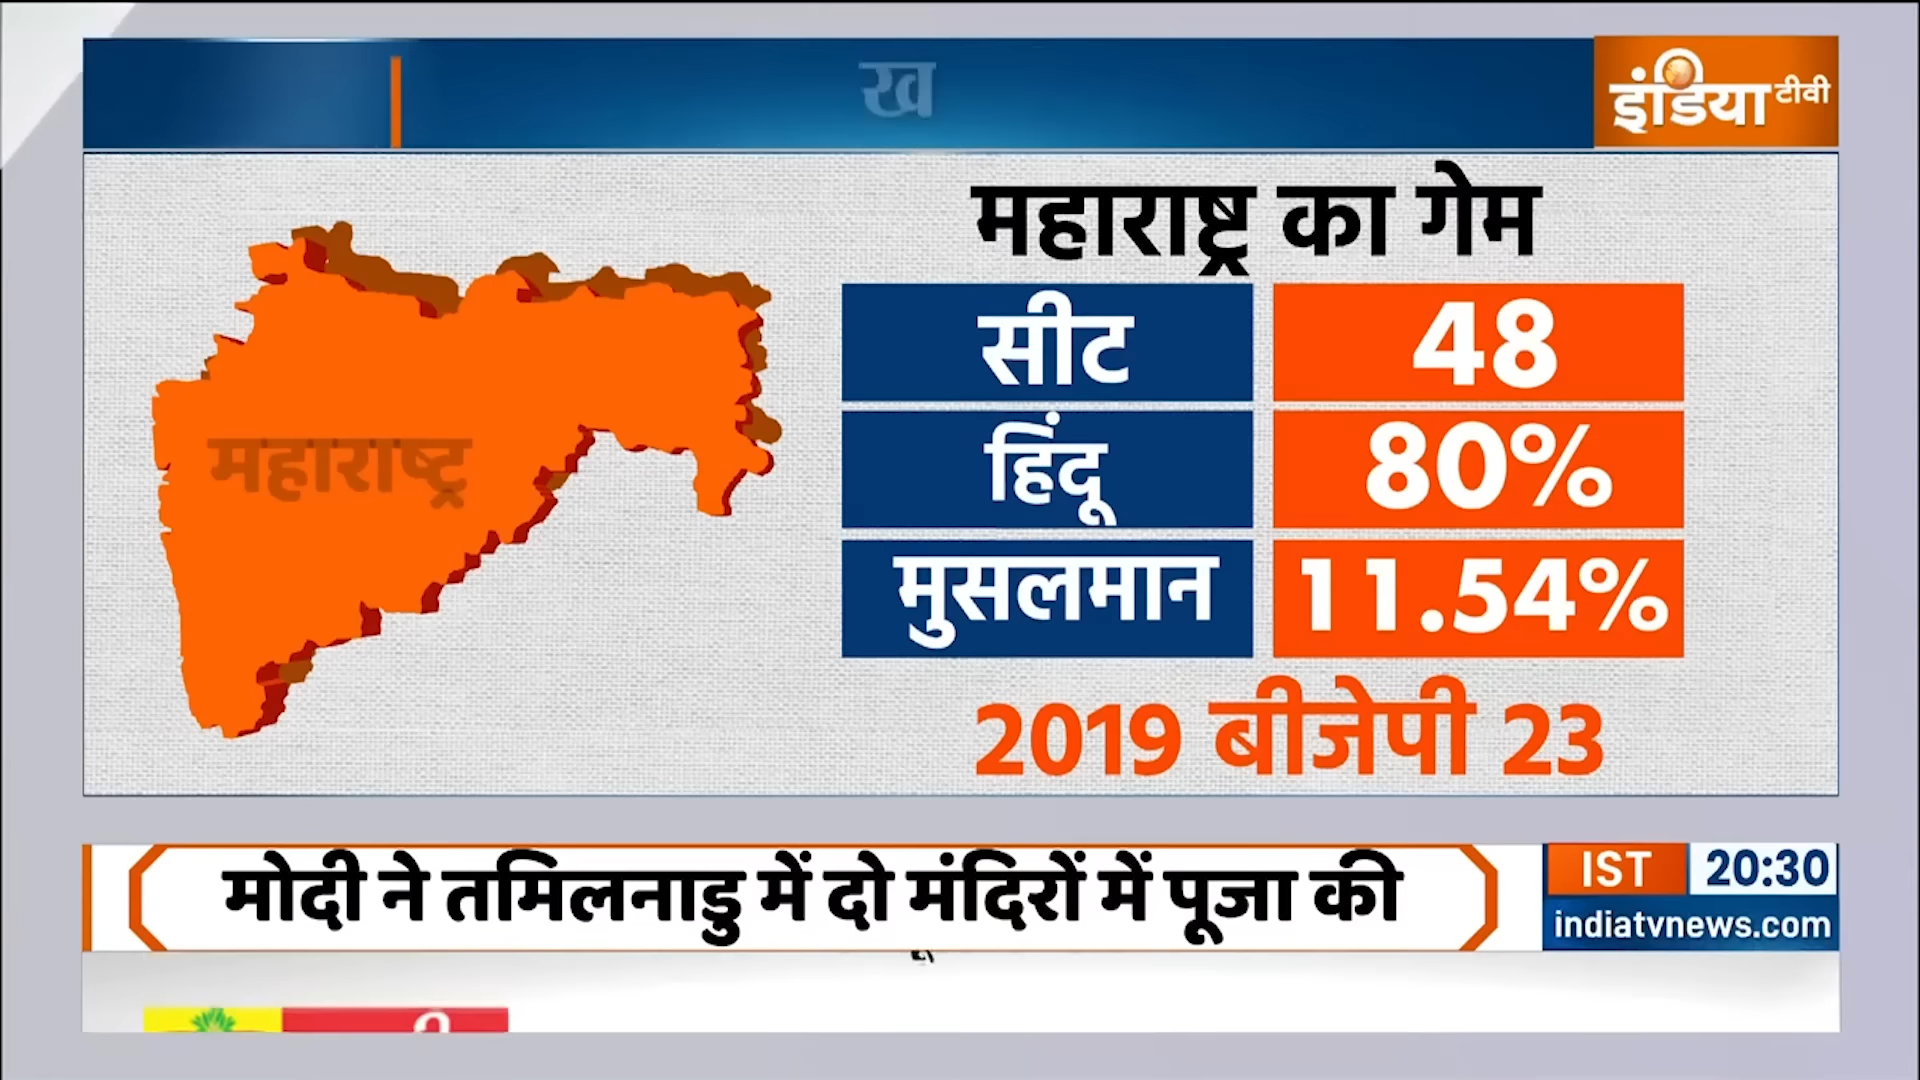 ख
इंडिया टीवी
महाराष्ट्र का गेम
महाराष्ट्र
सीट 48
हिंदू 80%
मुसलमान 11.54%
2019 बीजेपी 23
मोदी ने तमिलनाडु में दो मंदिरों में पूजा की
IST 20:30
indiatvnews.com